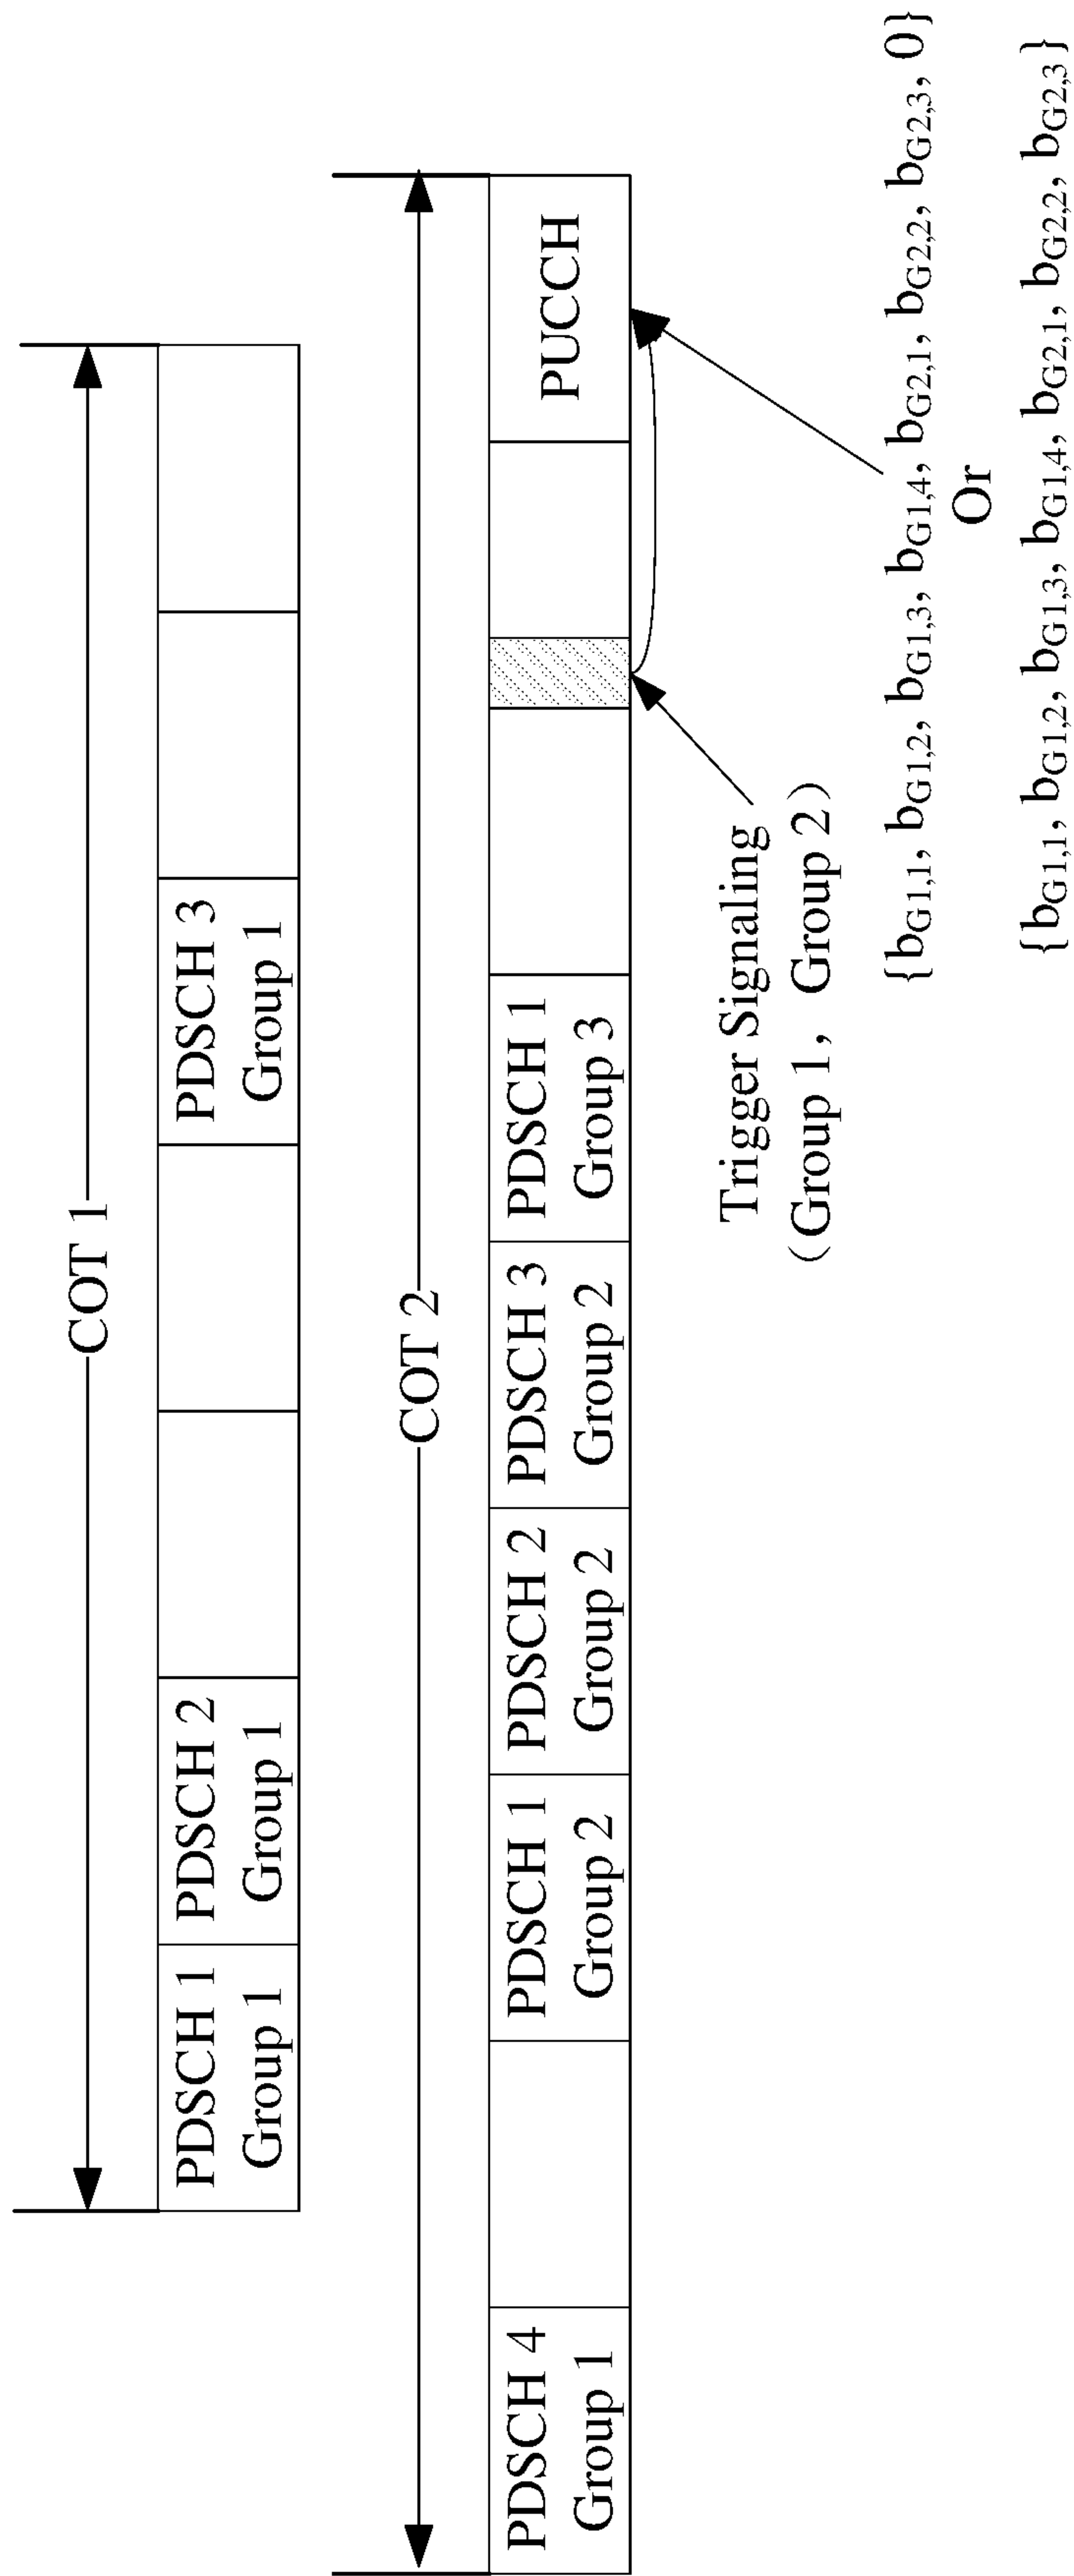 COT 1
PDSCH 1
Group 1
PDSCH 2
Group 1
PDSCH 3
Group 1
COT 2
PDSCH 4
Group 1
PDSCH 1
Group 2
PDSCH 2
Group 2
PDSCH 3
Group 2
PDSCH 1
Group 3
PUCCH
Trigger Signaling
（Group 1， Group 2）
{bG1,1, bG1,2, bG1,3, bG1,4, bG2,1, bG2,2, bG2,3, 0}
Or
{bG1,1, bG1,2, bG1,3, bG1,4, bG2,1, bG2,2, bG2,3}